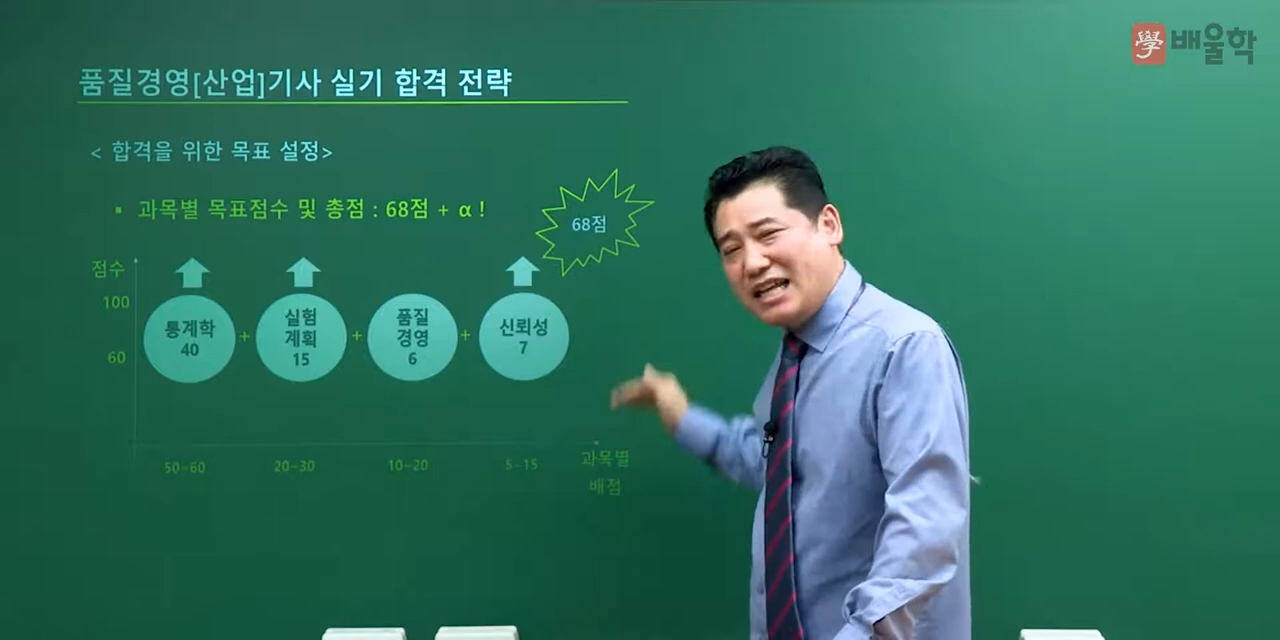 學 배울학
품질경영[산업]기사 실기 합격 전략
< 합격을 위한 목표 설정>
▪ 과목별 목표점수 및 총점 : 68점 + α !
68점
점수
100
60
통계학
40
+
실험
계획
15
+
품질
경영
6
+
신뢰성
7
50~60
20~30
10~20
5~15
과목별
배점